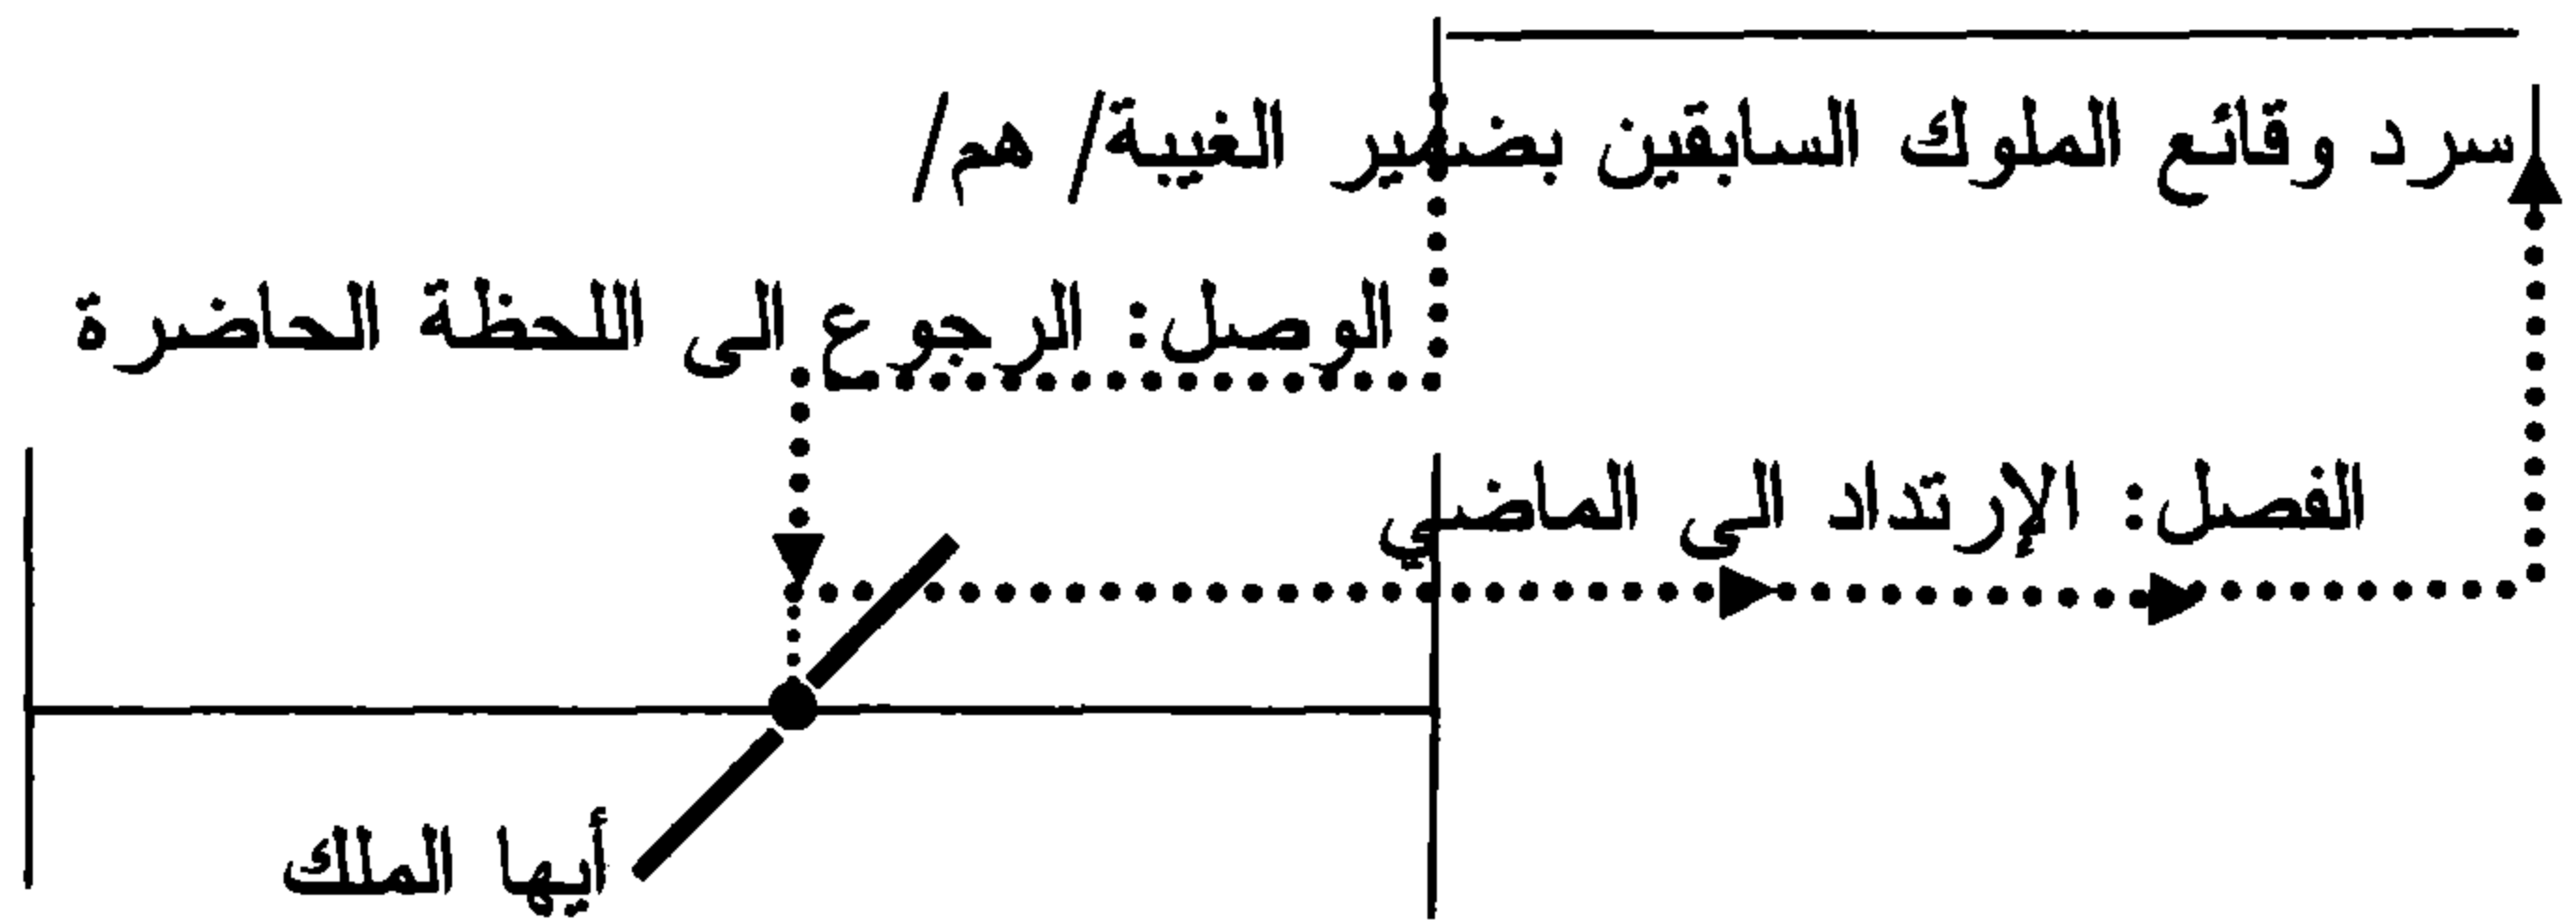 سرد وقائع الملوك السابقين بضمير الغيبة/ هم/
الوصل: الرجوع الى اللحظة الحاضرة
الفصل: الإرتداد الى الماضي
أيها الملك